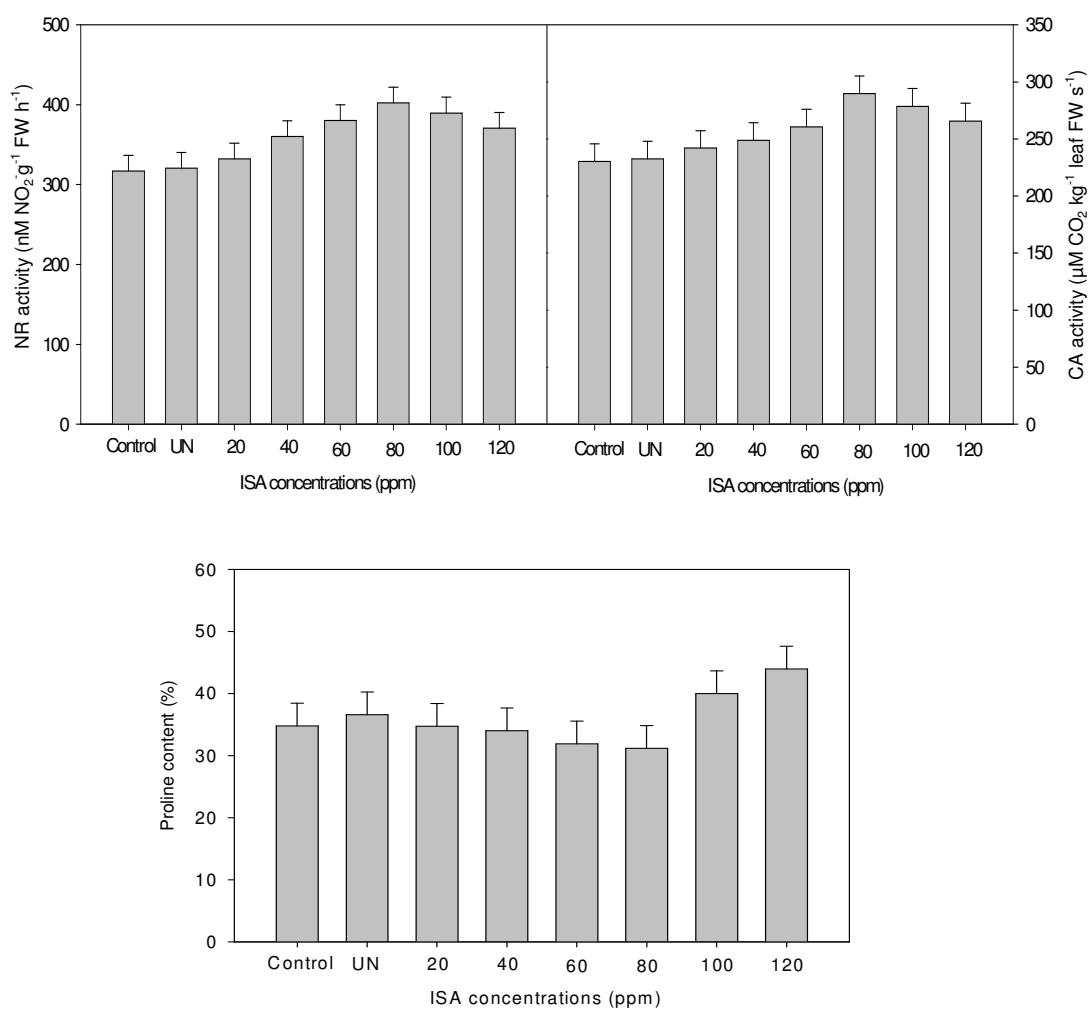 500
400
300
200
100
0
NR activity (nM NO₂⁻g⁻¹ FW h⁻¹)
Control UN 20 40 60 80 100 120
ISA concentrations (ppm)
350
300
250
200
150
100
50
0
CA activity (µM CO₂ kg⁻¹ leaf FW s⁻¹)
Control UN 20 40 60 80 100 120
ISA concentrations (ppm)
60
50
40
30
20
10
0
Proline content (%)
Control UN 20 40 60 80 100 120
ISA concentrations (ppm)